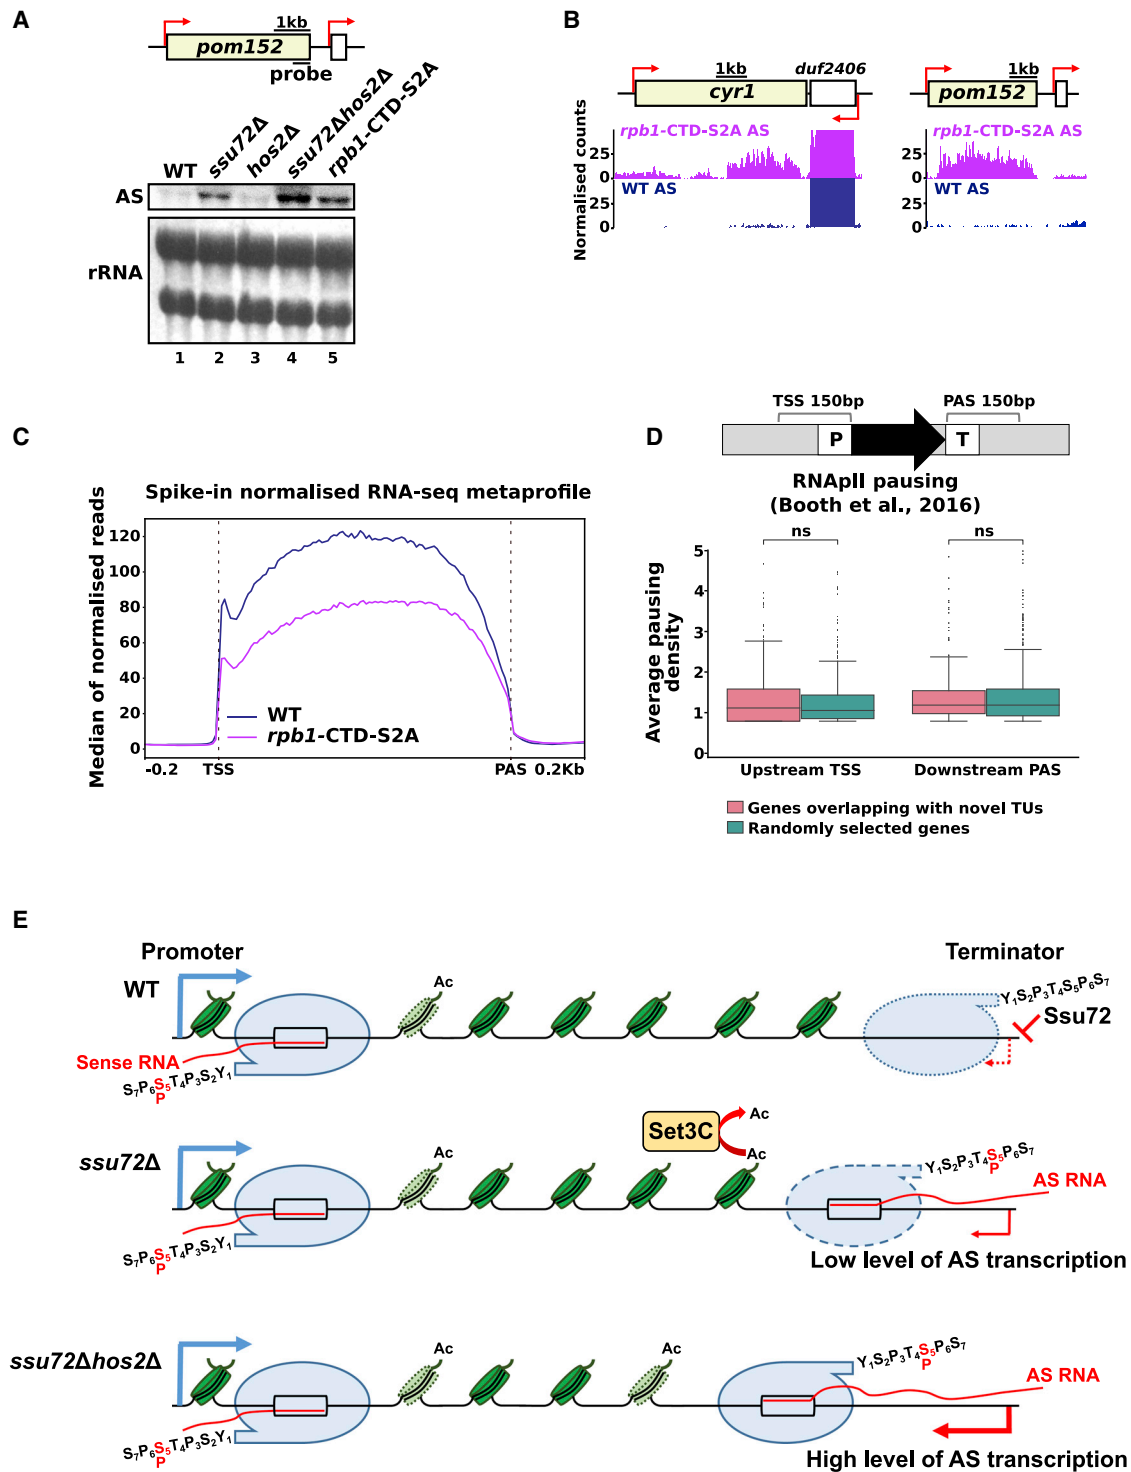 A
1kb
pom152
probe
WT
ssu72Δ
hos2Δ
ssu72Δhos2Δ
rpb1-CTD-S2A
AS
rRNA
1 2 3 4 5
B
1kb
duf2406
cyr1
1kb
pom152
Normalised counts
rpb1-CTD-S2A AS
25
0
WT AS
25
0
rpb1-CTD-S2A AS
25
0
WT AS
25
0
C
Spike-in normalised RNA-seq metaprofile
Median of normalised reads
120
100
80
60
40
20
0
WT
rpb1-CTD-S2A
-0.2 TSS PAS 0.2Kb
D
TSS 150bp PAS 150bp
P T
RNApII pausing
(Booth et al., 2016)
ns ns
Average pausing
density
5
4
3
2
1
0
Upstream TSS Downstream PAS
Genes overlapping with novel TUs
Randomly selected genes
E
Promoter Terminator
WT
Ac
Y1S2P3T4S5P6S7
Ssu72
Sense RNA
S7P6S5T4P3S2Y1
P
Set3C
Ac
Ac
ssu72Δ
Ac
Y1S2P3T4S5P6S7
P
AS RNA
S7P6S5T4P3S2Y1
P
Low level of AS transcription
ssu72Δhos2Δ
Ac
Ac
Y1S2P3T4S5P6S7
P
AS RNA
S7P6S5T4P3S2Y1
P
High level of AS transcription